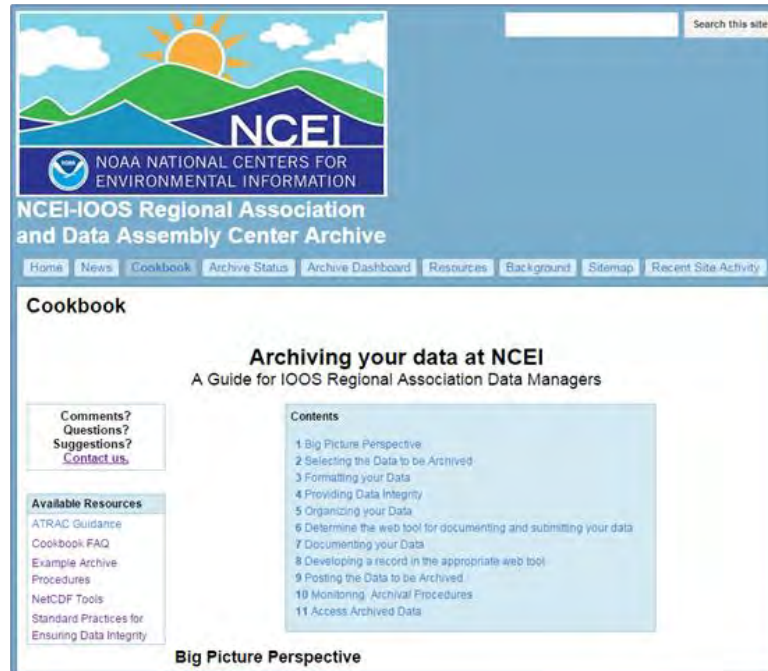 Search this site
NCEI
NOAA NATIONAL CENTERS FOR
ENVIRONMENTAL INFORMATION
NCEI-IOOS Regional Association
and Data Assembly Center Archive
Home News Cookbook Archive Status Archive Dashboard Resources Background Sitemap Recent Site Activity
Cookbook
Archiving your data at NCEI
A Guide for IOOS Regional Association Data Managers
Comments?
Questions?
Suggestions?
Contact us.
Available Resources
ATRAC Guidance
Cookbook FAQ
Example Archive
Procedures
NetCDF Tools
Standard Practices for
Ensuring Data Integrity
Contents
1 Big Picture Perspective
2 Selecting the Data to be Archived
3 Formatting your Data
4 Providing Data Integrity
5 Organizing your Data
6 Determine the web tool for documenting and submitting your data
7 Documenting your Data
8 Developing a record in the appropriate web tool
9 Posting the Data to be Archived
10 Monitoring Archival Procedures
11 Access Archived Data
Big Picture Perspective